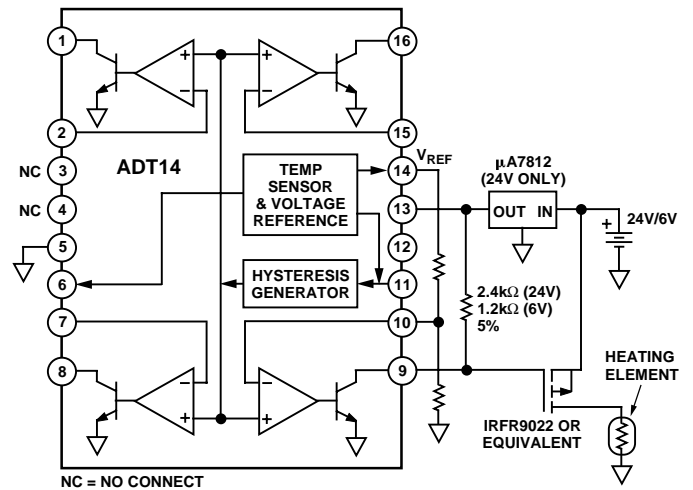 1
16
+
+
−
−
2
15
ADT14
VREF
µA7812
(24V ONLY)
NC
3
TEMP
SENSOR
& VOLTAGE
REFERENCE
14
NC
4
13
OUT IN
+
24V/6V
5
12
6
HYSTERESIS
GENERATOR
11
2.4kΩ (24V)
1.2kΩ (6V)
5%
7
10
8
−
−
+
+
9
HEATING
ELEMENT
IRFR9022 OR
EQUIVALENT
NC = NO CONNECT